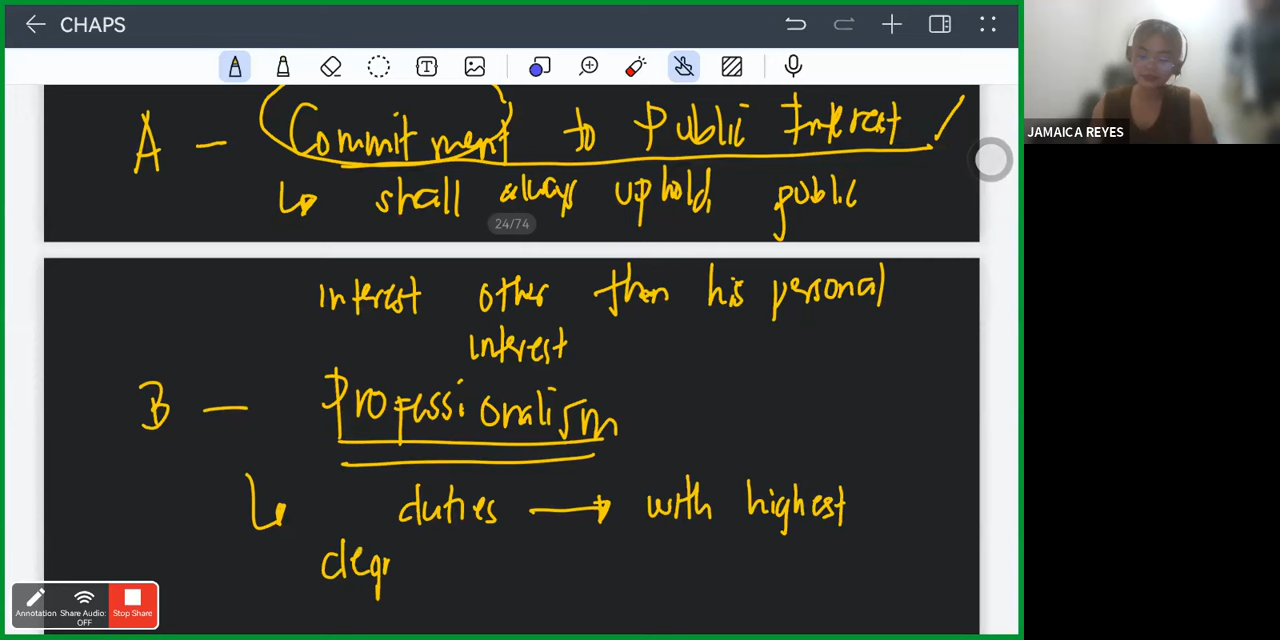 CHAPS
JAMAICA REYES
A - Commitment to Public Interest
↳ shall always uphold public
24/74
interest other than his personal
interest
B - Professionalism
↳ duties → with highest
degr
Annotation Share Audio: OFF Stop Share